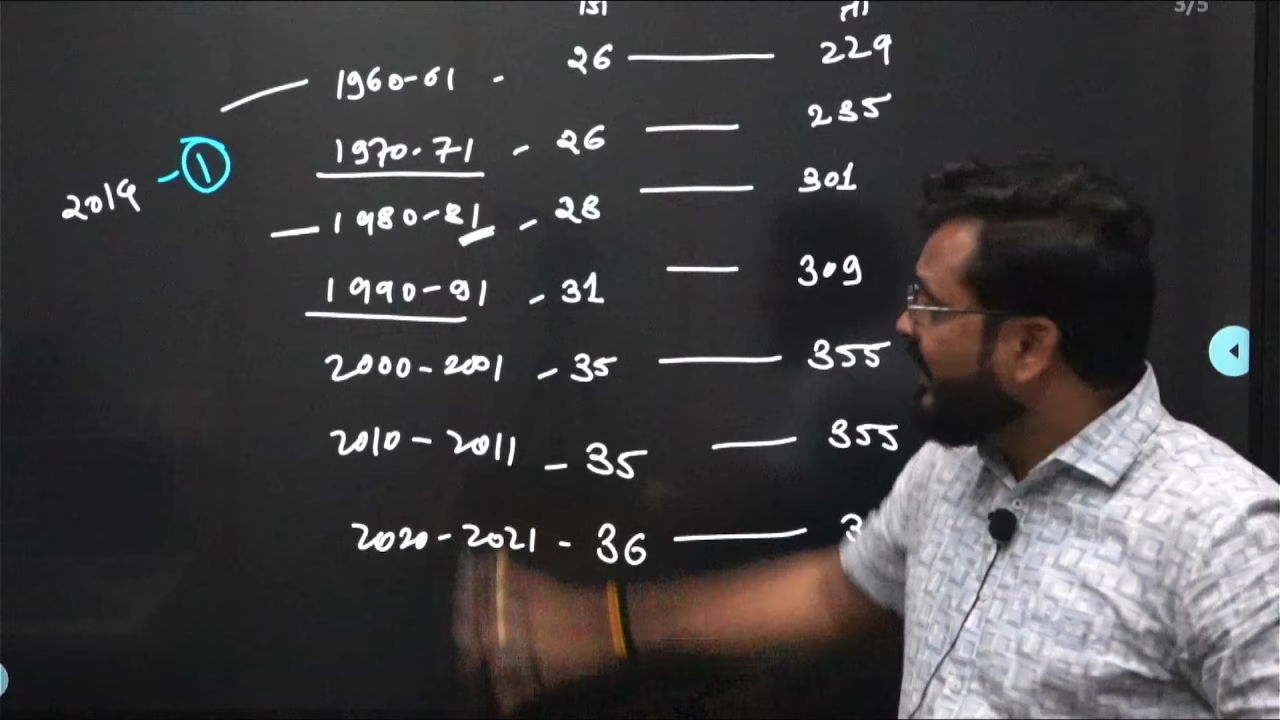 3/5
जि ता
1960-61 - 26 — 229
1970-71 - 26 — 235
2019 - 1
1980-81 - 28 — 301
1990-91 - 31 — 309
2000-2001 - 35 — 355
2010-2011 - 35 — 355
2020-2021 - 36 — 3